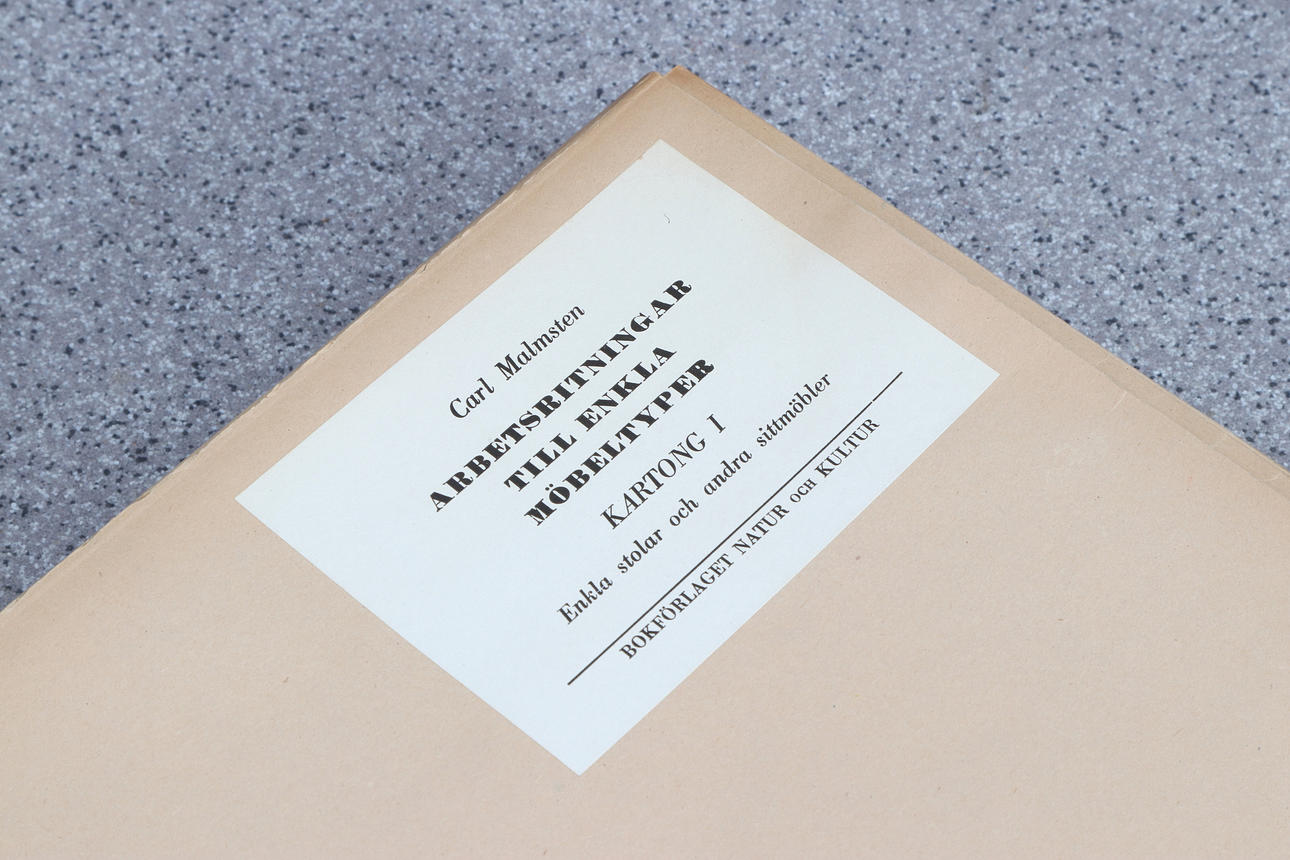 Carl Malmsten
ARBETSRITNINGAR
TILL ENKLA
MÖBELTYPER
KARTONG I
Enkla stolar och andra sittmöbler
BOKFÖRLAGET NATUR OCH KULTUR